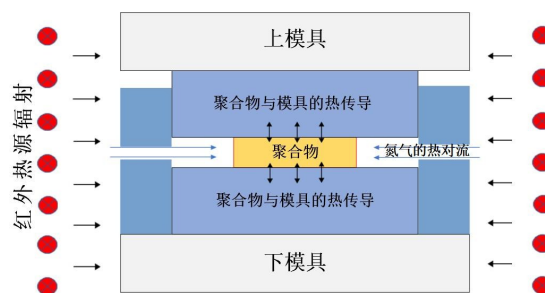 上模具
聚合物与模具的热传导
红外热源辐射
聚合物
氮气的热对流
聚合物与模具的热传导
下模具